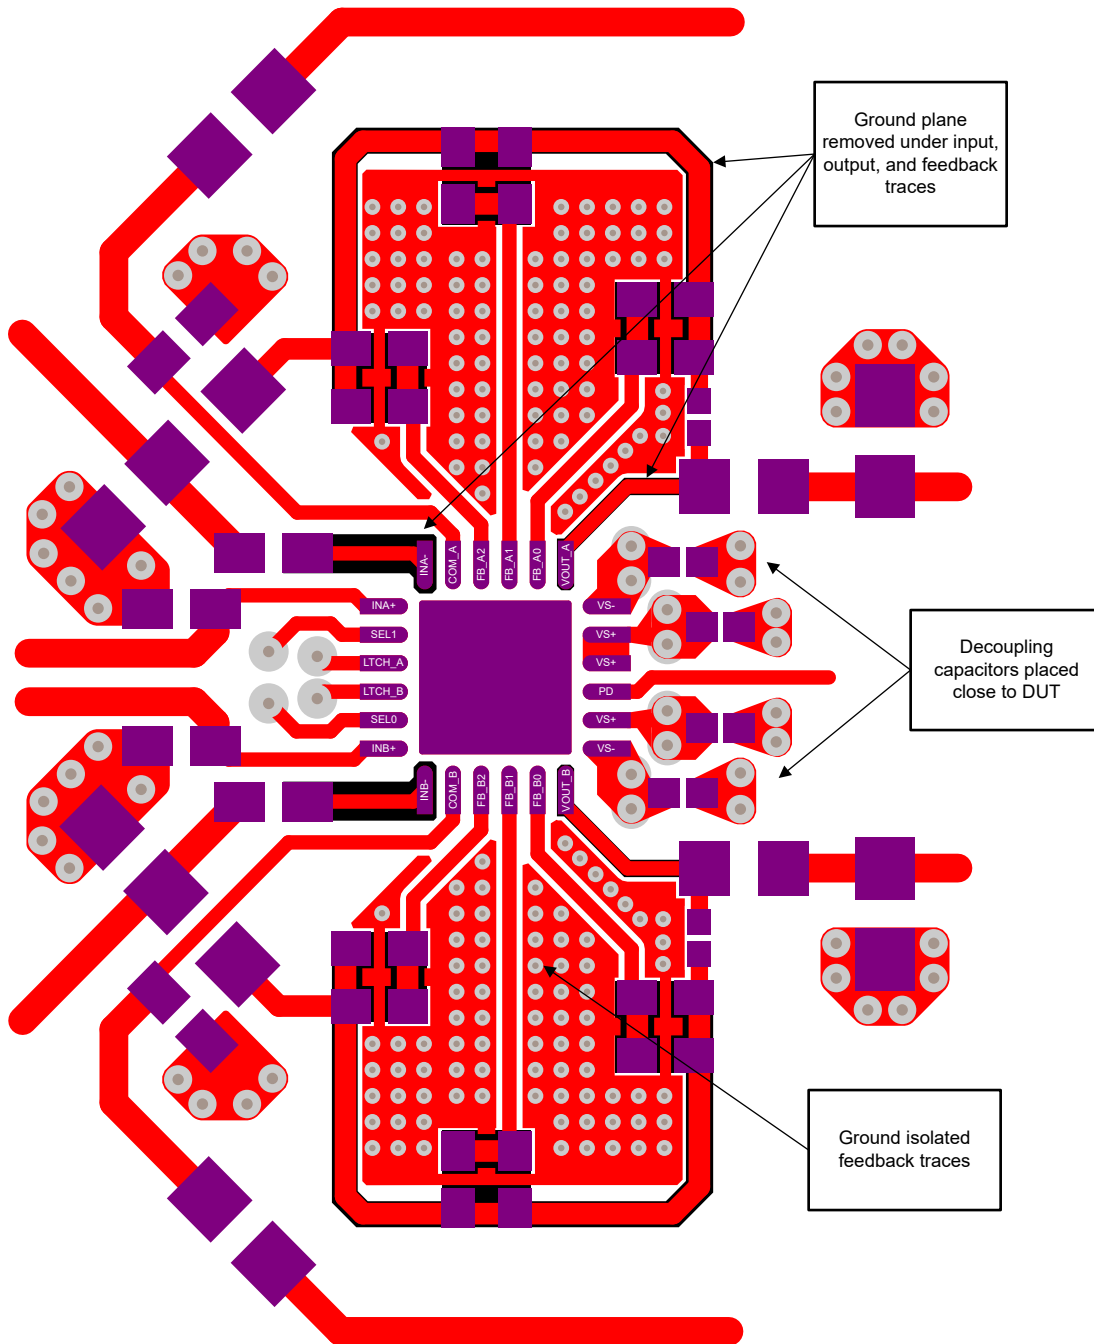 Ground plane
removed under input,
output, and feedback
traces
INA-
COM_A
FB_A2
FB_A1
FB_A0
VOUT_A
INA+
SEL1
LTCH_A
LTCH_B
SEL0
INB+
VS-
VS+
VS+
PD
VS+
VS-
Decoupling
capacitors placed
close to DUT
INB-
COM_B
FB_B2
FB_B1
FB_B0
VOUT_B
Ground isolated
feedback traces